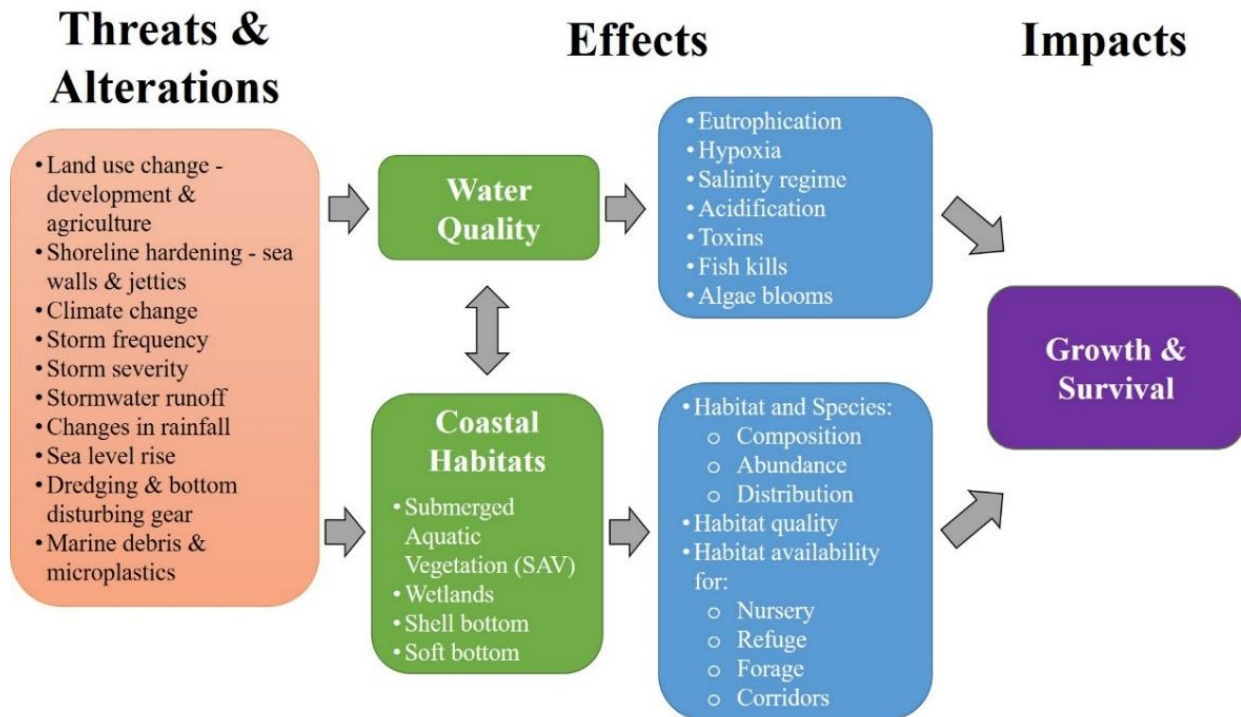 Threats &
Alterations
Effects
Impacts
• Land use change -
development &
agriculture
• Shoreline hardening - sea
walls & jetties
• Climate change
• Storm frequency
• Storm severity
• Stormwater runoff
• Changes in rainfall
• Sea level rise
• Dredging & bottom
disturbing gear
• Marine debris &
microplastics
Water
Quality
• Eutrophication
• Hypoxia
• Salinity regime
• Acidification
• Toxins
• Fish kills
• Algae blooms
Coastal
Habitats
• Submerged
Aquatic
Vegetation (SAV)
• Wetlands
• Shell bottom
• Soft bottom
• Habitat and Species:
o Composition
o Abundance
o Distribution
• Habitat quality
• Habitat availability
for:
o Nursery
o Refuge
o Forage
o Corridors
Growth &
Survival